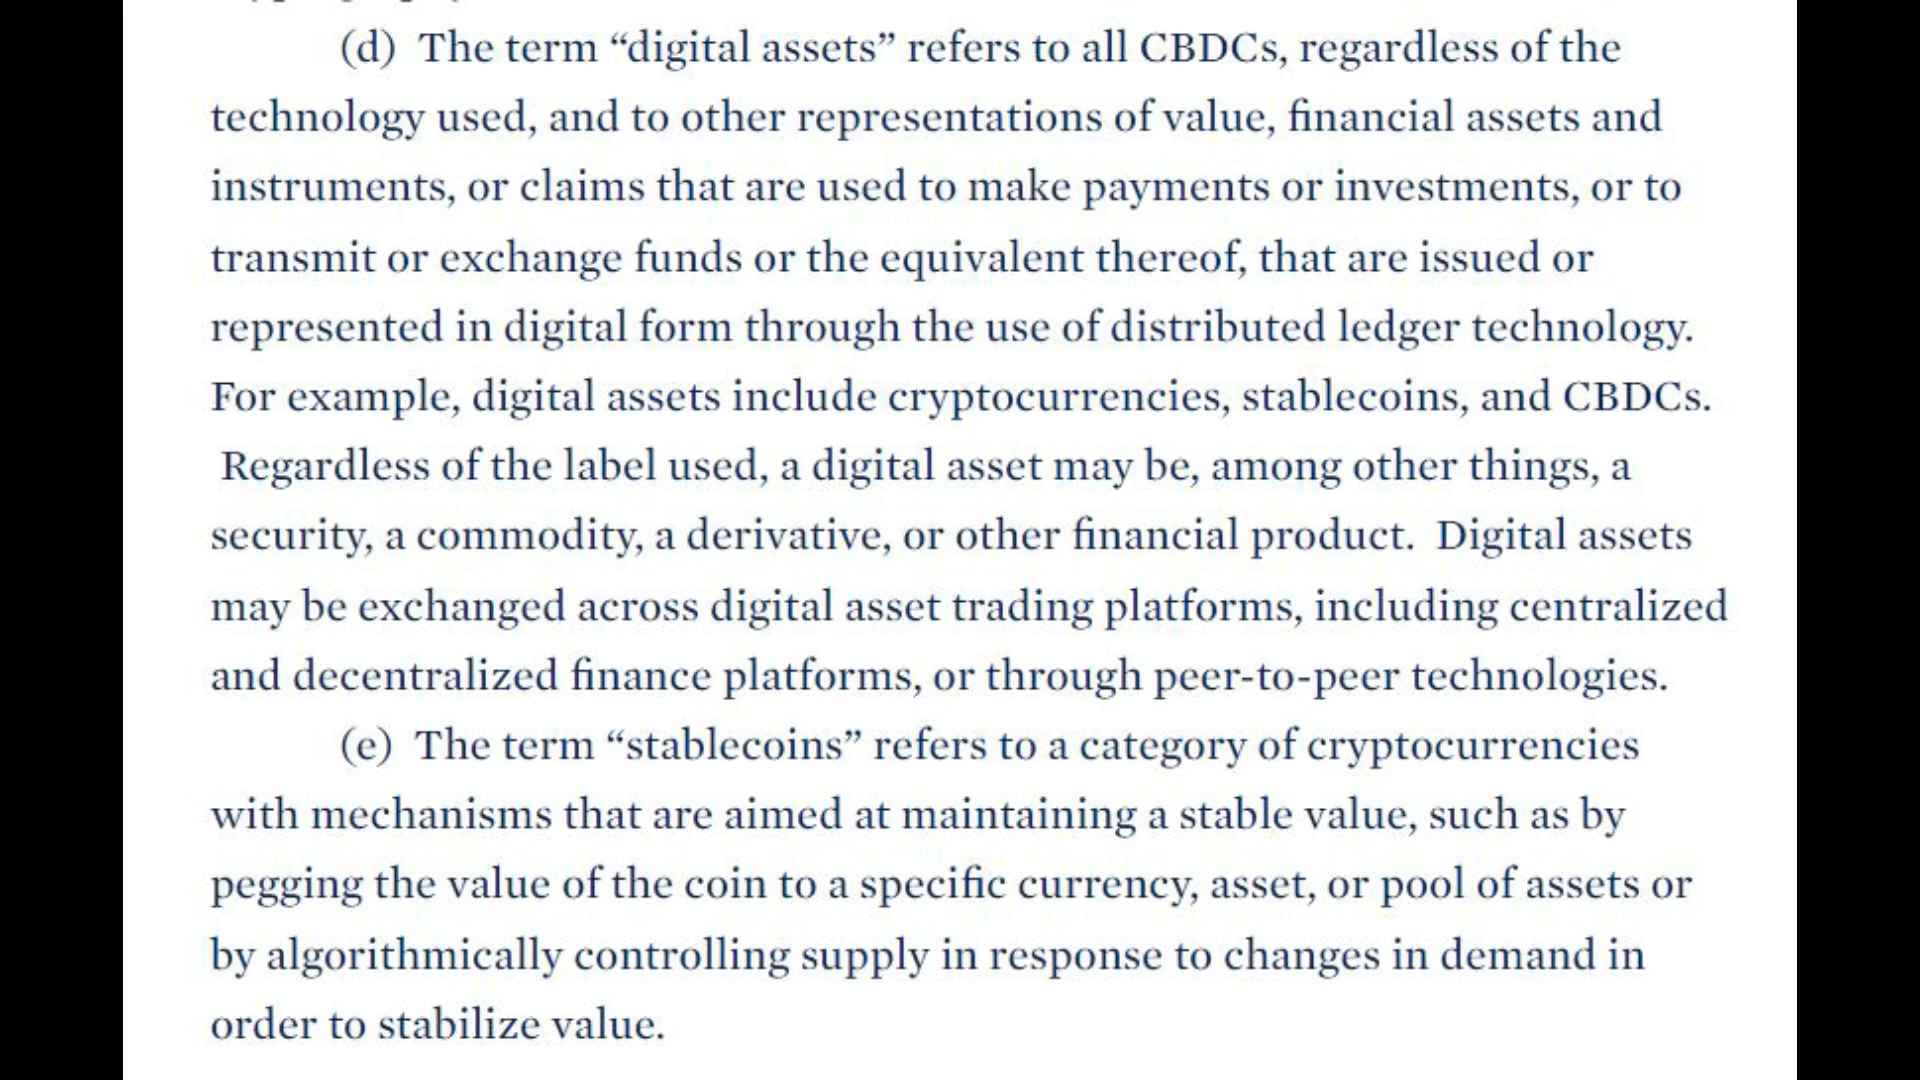 (d)  The term “digital assets” refers to all CBDCs, regardless of the
technology used, and to other representations of value, financial assets and
instruments, or claims that are used to make payments or investments, or to
transmit or exchange funds or the equivalent thereof, that are issued or
represented in digital form through the use of distributed ledger technology.
For example, digital assets include cryptocurrencies, stablecoins, and CBDCs.
Regardless of the label used, a digital asset may be, among other things, a
security, a commodity, a derivative, or other financial product.  Digital assets
may be exchanged across digital asset trading platforms, including centralized
and decentralized finance platforms, or through peer-to-peer technologies.
(e)  The term “stablecoins” refers to a category of cryptocurrencies
with mechanisms that are aimed at maintaining a stable value, such as by
pegging the value of the coin to a specific currency, asset, or pool of assets or
by algorithmically controlling supply in response to changes in demand in
order to stabilize value.